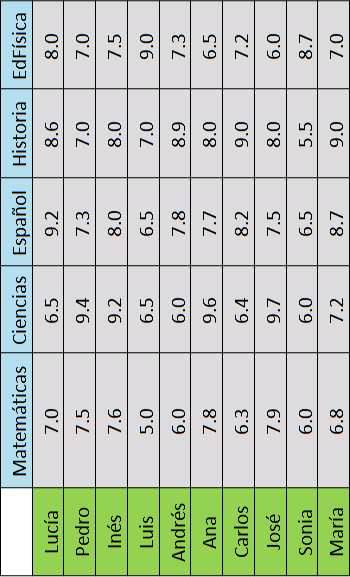 Matemáticas Ciencias Español Historia EdFísica
Lucía 7.0 6.5 9.2 8.6 8.0
Pedro 7.5 9.4 7.3 7.0 7.0
Inés 7.6 9.2 8.0 8.0 7.5
Luis 5.0 6.5 6.5 7.0 9.0
Andrés 6.0 6.0 7.8 8.9 7.3
Ana 7.8 9.6 7.7 8.0 6.5
Carlos 6.3 6.4 8.2 9.0 7.2
José 7.9 9.7 7.5 8.0 6.0
Sonia 6.0 6.0 6.5 5.5 8.7
María 6.8 7.2 8.7 9.0 7.0